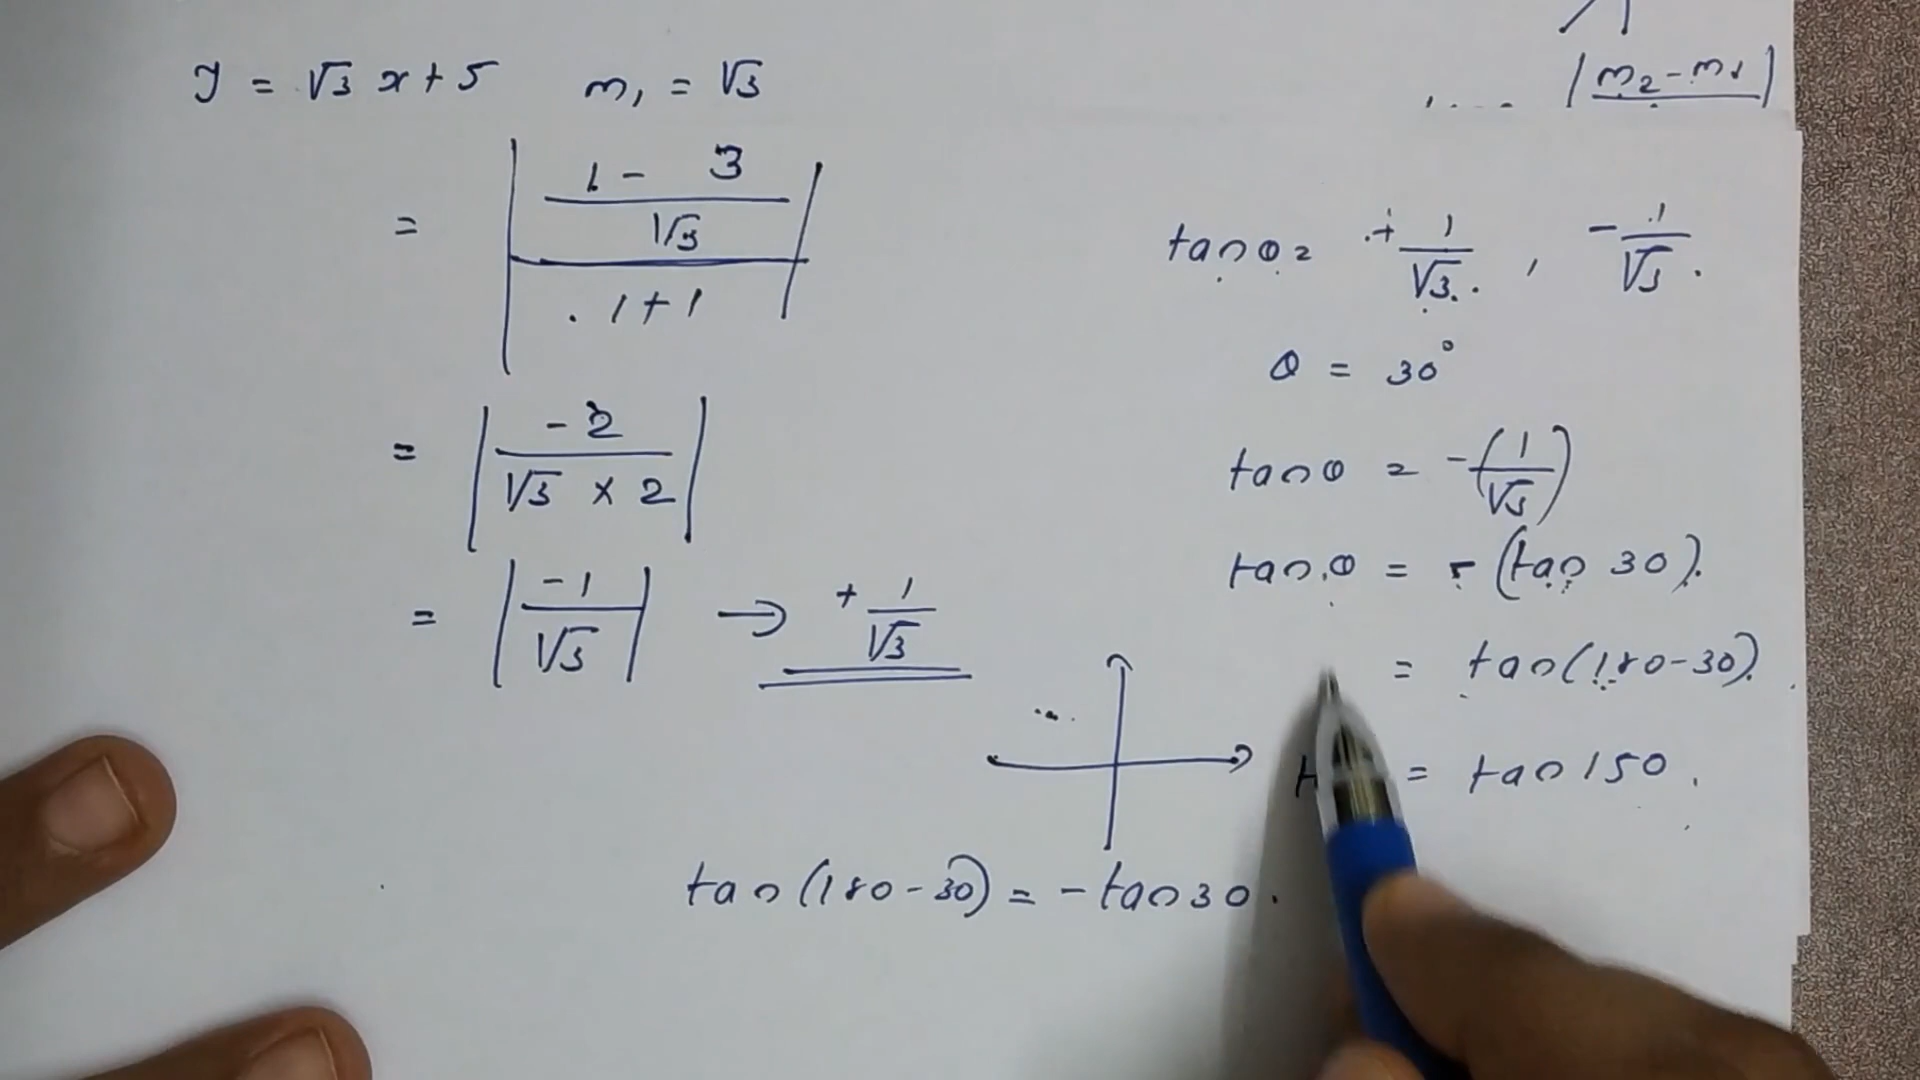 y = √3 x + 5    m₁ = √3
|m₂ - m₁|
= |(1 - 3)/√3 / 1 + 1|
= |-2 / √3 × 2|
= |-1/√3| → + 1/√3
tan θ = + 1/√3 , - 1/√3
θ = 30°
tan θ = -(1/√3)
tan θ = -(tan 30)
= tan(180-30)
= tan 150
tan(180-30) = -tan 30